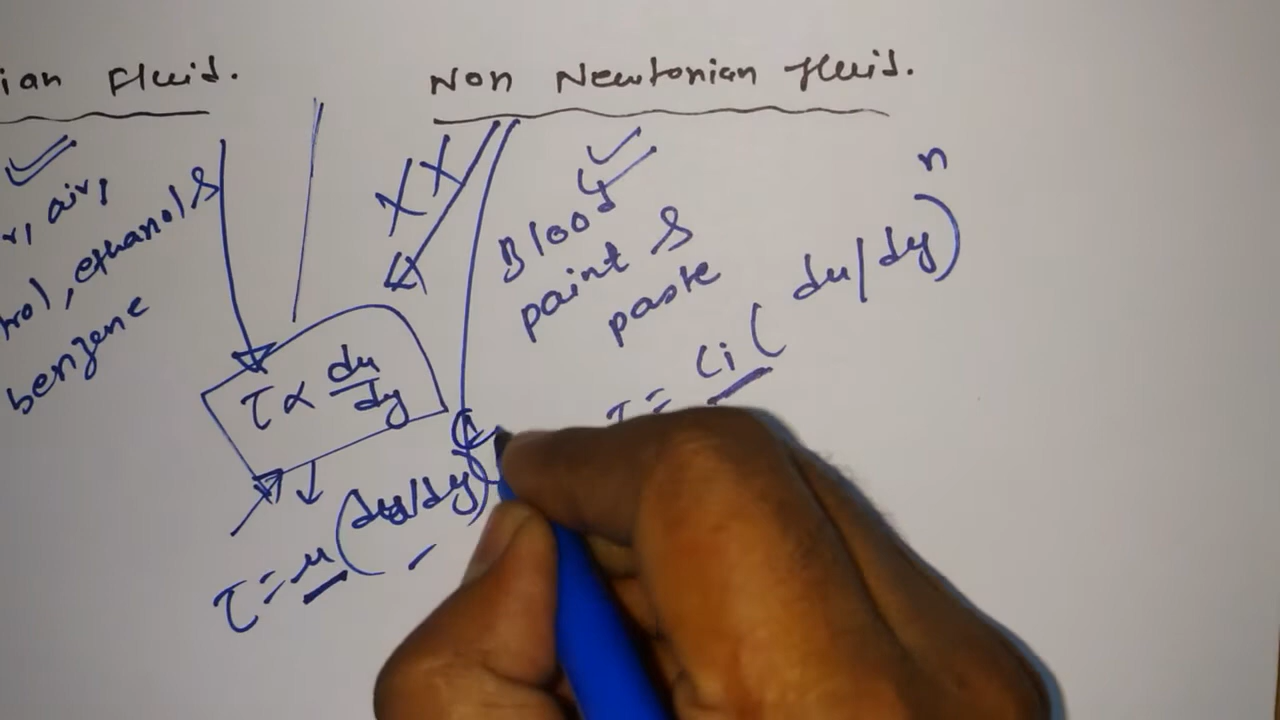 ian Fluid.
r, air,
rol, ethanol &
benzene
τ ∝ du/dy
τ = μ (du/dy)
Non Newtonian fluid.
XX
Blood
paint &
paste
τ = Ci (du/dy)ⁿ